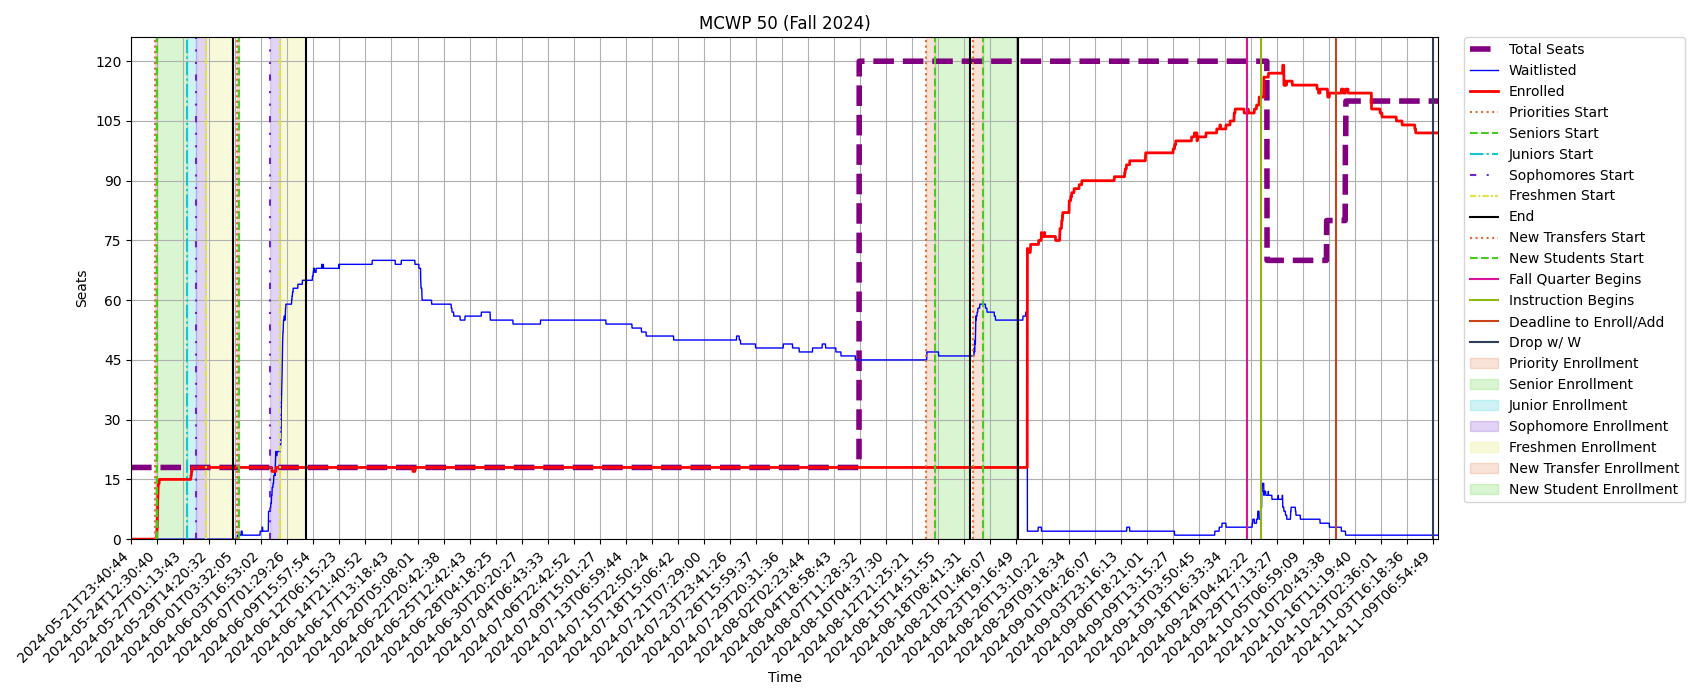 MCWP 50 (Fall 2024)
120
105
90
75
60
45
30
15
0
Seats
2024-05-21T23:40:44
2024-05-24T12:30:40
2024-05-27T01:13:43
2024-05-29T14:20:32
2024-06-01T03:32:05
2024-06-03T16:53:02
2024-06-07T01:29:26
2024-06-09T15:57:54
2024-06-12T06:15:23
2024-06-14T21:40:52
2024-06-17T13:18:43
2024-06-20T05:08:01
2024-06-22T20:42:38
2024-06-25T12:42:43
2024-06-28T04:18:25
2024-06-30T20:20:27
2024-07-04T06:43:33
2024-07-06T22:42:52
2024-07-09T15:01:27
2024-07-13T06:59:44
2024-07-15T22:50:24
2024-07-18T15:06:42
2024-07-21T07:29:00
2024-07-23T23:41:26
2024-07-26T15:59:37
2024-07-29T20:31:36
2024-08-02T02:23:44
2024-08-04T18:58:43
2024-08-07T11:28:32
2024-08-10T04:37:30
2024-08-12T21:25:21
2024-08-15T14:51:55
2024-08-18T08:41:31
2024-08-21T01:46:07
2024-08-23T19:16:49
2024-08-26T13:10:22
2024-08-29T09:18:34
2024-09-01T04:26:07
2024-09-03T23:16:13
2024-09-06T18:21:01
2024-09-09T13:15:27
2024-09-13T03:50:45
2024-09-18T16:33:34
2024-09-24T04:42:22
2024-09-29T17:13:27
2024-10-05T06:59:09
2024-10-10T20:43:38
2024-10-16T11:19:40
2024-10-29T02:36:01
2024-11-03T16:18:36
2024-11-09T06:54:49
Time
Total Seats
Waitlisted
Enrolled
Priorities Start
Seniors Start
Juniors Start
Sophomores Start
Freshmen Start
End
New Transfers Start
New Students Start
Fall Quarter Begins
Instruction Begins
Deadline to Enroll/Add
Drop w/ W
Priority Enrollment
Senior Enrollment
Junior Enrollment
Sophomore Enrollment
Freshmen Enrollment
New Transfer Enrollment
New Student Enrollment